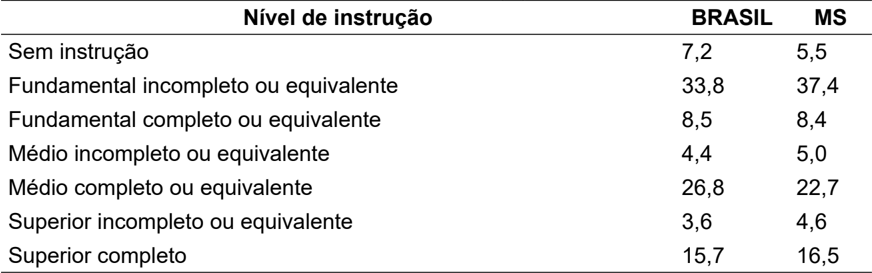 Nível de instrução BRASIL MS
Sem instrução 7,2 5,5
Fundamental incompleto ou equivalente 33,8 37,4
Fundamental completo ou equivalente 8,5 8,4
Médio incompleto ou equivalente 4,4 5,0
Médio completo ou equivalente 26,8 22,7
Superior incompleto ou equivalente 3,6 4,6
Superior completo 15,7 16,5